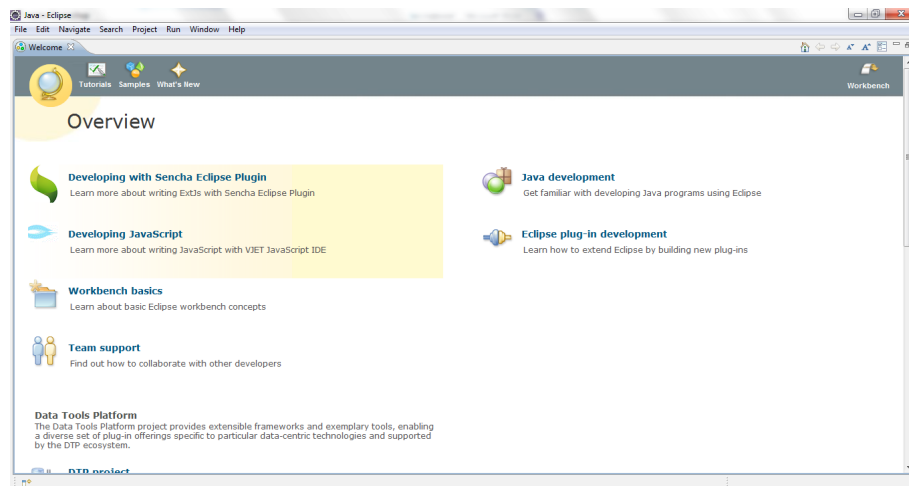 Java - Eclipse
File Edit Navigate Search Project Run Window Help
Welcome
Tutorials Samples What's New
Workbench
Overview
Developing with Sencha Eclipse Plugin
Learn more about writing ExtJs with Sencha Eclipse Plugin
Java development
Get familiar with developing Java programs using Eclipse
Developing JavaScript
Learn more about writing JavaScript with VJET JavaScript IDE
Eclipse plug-in development
Learn how to extend Eclipse by building new plug-ins
Workbench basics
Learn about basic Eclipse workbench concepts
Team support
Find out how to collaborate with other developers
Data Tools Platform
The Data Tools Platform project provides extensible frameworks and exemplary tools, enabling
a diverse set of plug-in offerings specific to particular data-centric technologies and supported
by the DTP ecosystem.
DTP project